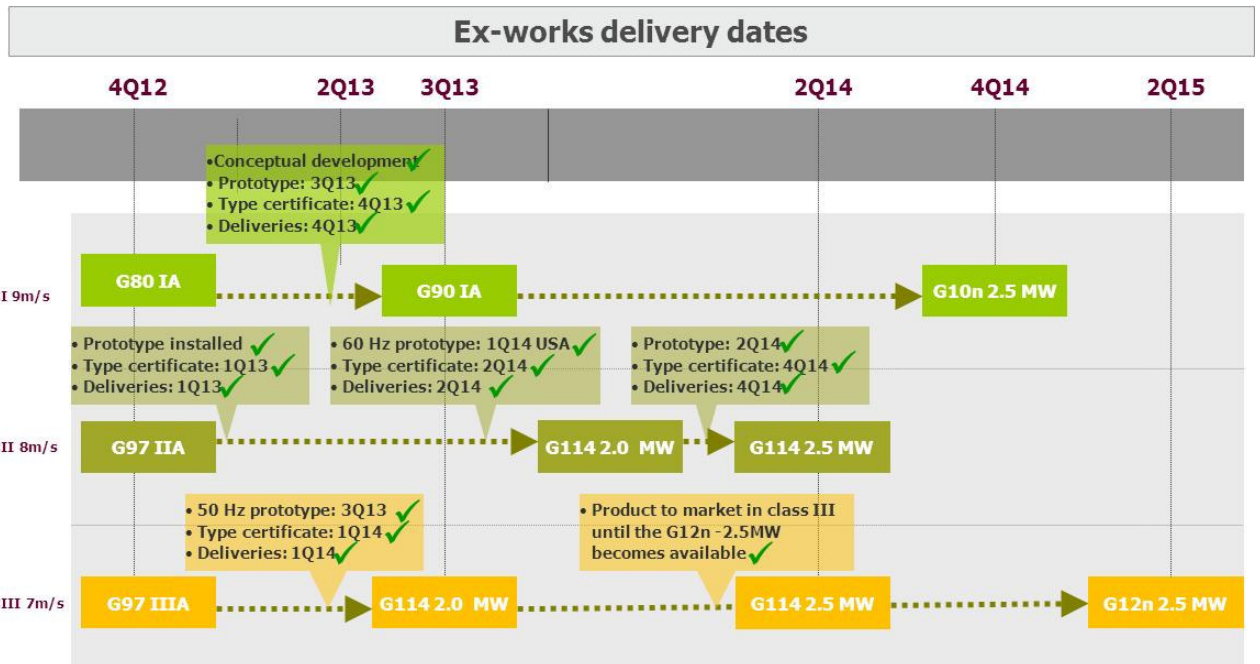 Ex-works delivery dates
4Q12 2Q13 3Q13 2Q14 4Q14 2Q15
•Conceptual development
• Prototype: 3Q13
• Type certificate: 4Q13
• Deliveries: 4Q13
I 9m/s
G80 IA
G90 IA
G10n 2.5 MW
• Prototype installed
• Type certificate: 1Q13
• Deliveries: 1Q13
• 60 Hz prototype: 1Q14 USA
• Type certificate: 2Q14
• Deliveries: 2Q14
• Prototype: 2Q14
• Type certificate: 4Q14
• Deliveries: 4Q14
II 8m/s
G97 IIA
G114 2.0 MW
G114 2.5 MW
• 50 Hz prototype: 3Q13
• Type certificate: 1Q14
• Deliveries: 1Q14
• Product to market in class III
until the G12n -2.5MW
becomes available
III 7m/s
G97 IIIA
G114 2.0 MW
G114 2.5 MW
G12n 2.5 MW